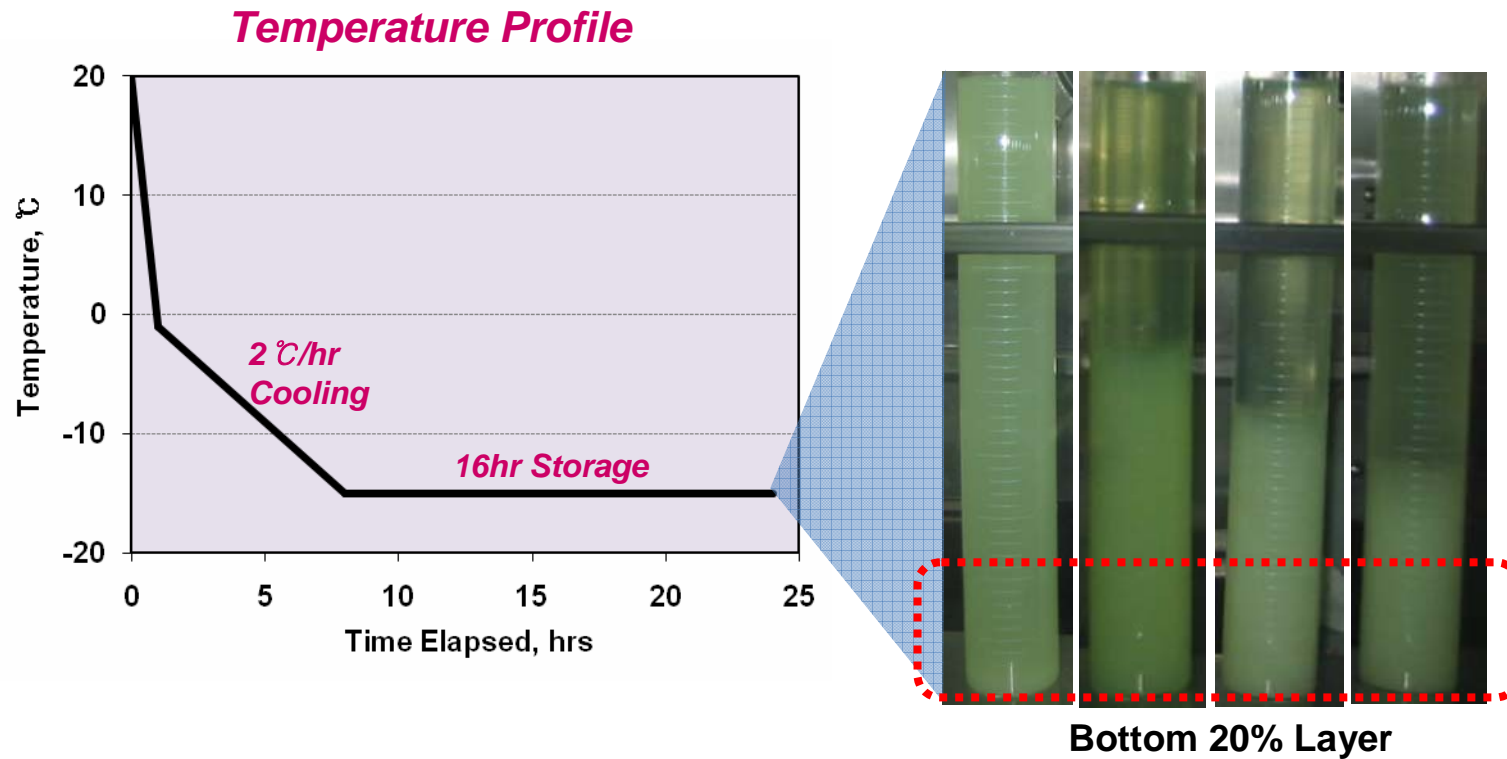 Temperature Profile
20
10
0
-10
-20
Temperature, ℃
2 ℃/hr
Cooling
16hr Storage
0 5 10 15 20 25
Time Elapsed, hrs
Bottom 20% Layer